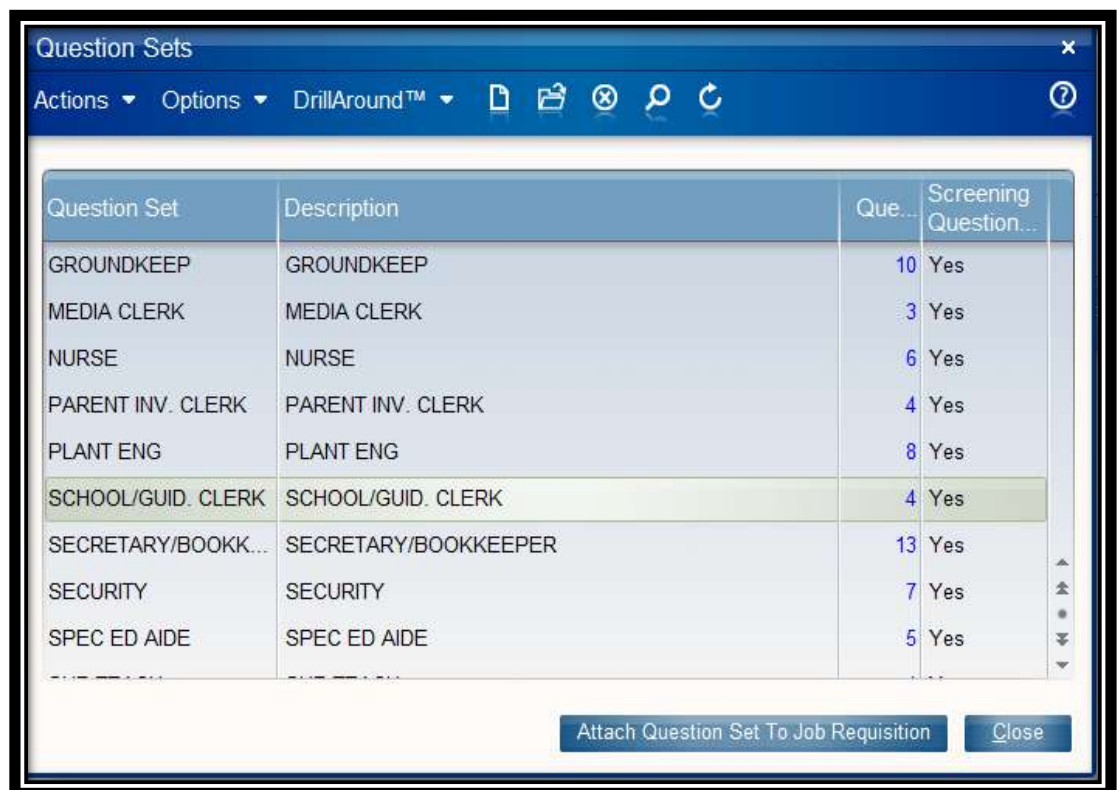 Question Sets
Actions Options DrillAround™
Question Set Description Que... Screening Question...
GROUNDKEEP GROUNDKEEP 10 Yes
MEDIA CLERK MEDIA CLERK 3 Yes
NURSE NURSE 6 Yes
PARENT INV. CLERK PARENT INV. CLERK 4 Yes
PLANT ENG PLANT ENG 8 Yes
SCHOOL/GUID. CLERK SCHOOL/GUID. CLERK 4 Yes
SECRETARY/BOOKK... SECRETARY/BOOKKEEPER 13 Yes
SECURITY SECURITY 7 Yes
SPEC ED AIDE SPEC ED AIDE 5 Yes
Attach Question Set To Job Requisition Close